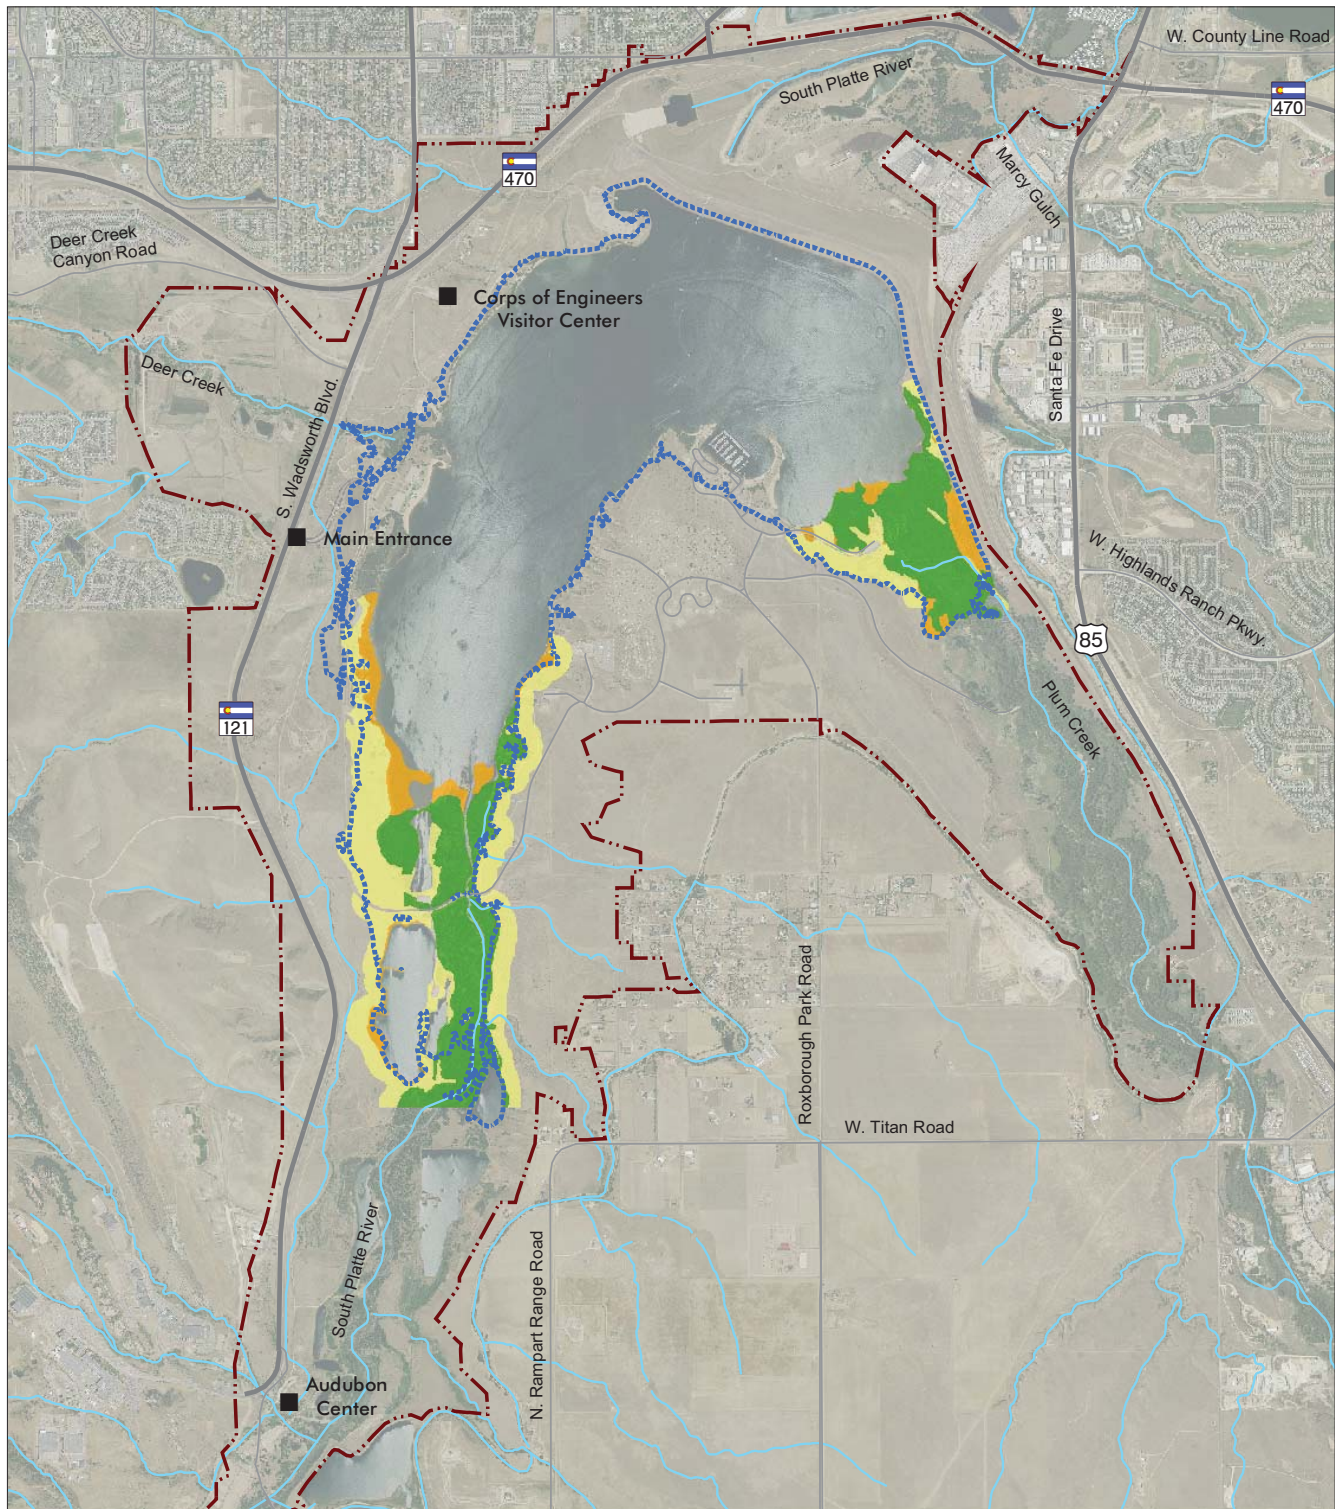 W. County Line Road
South Platte River
470
470
Marcy Gulch
Deer Creek
Canyon Road
Corps of Engineers
Visitor Center
Deer Creek
S. Wadsworth Blvd.
Santa Fe Drive
Main Entrance
W. Highlands Ranch Pkwy.
85
121
Plum Creek
Roxborough Park Road
W. Titan Road
South Platte River
N. Rampart Range Road
Audubon
Center